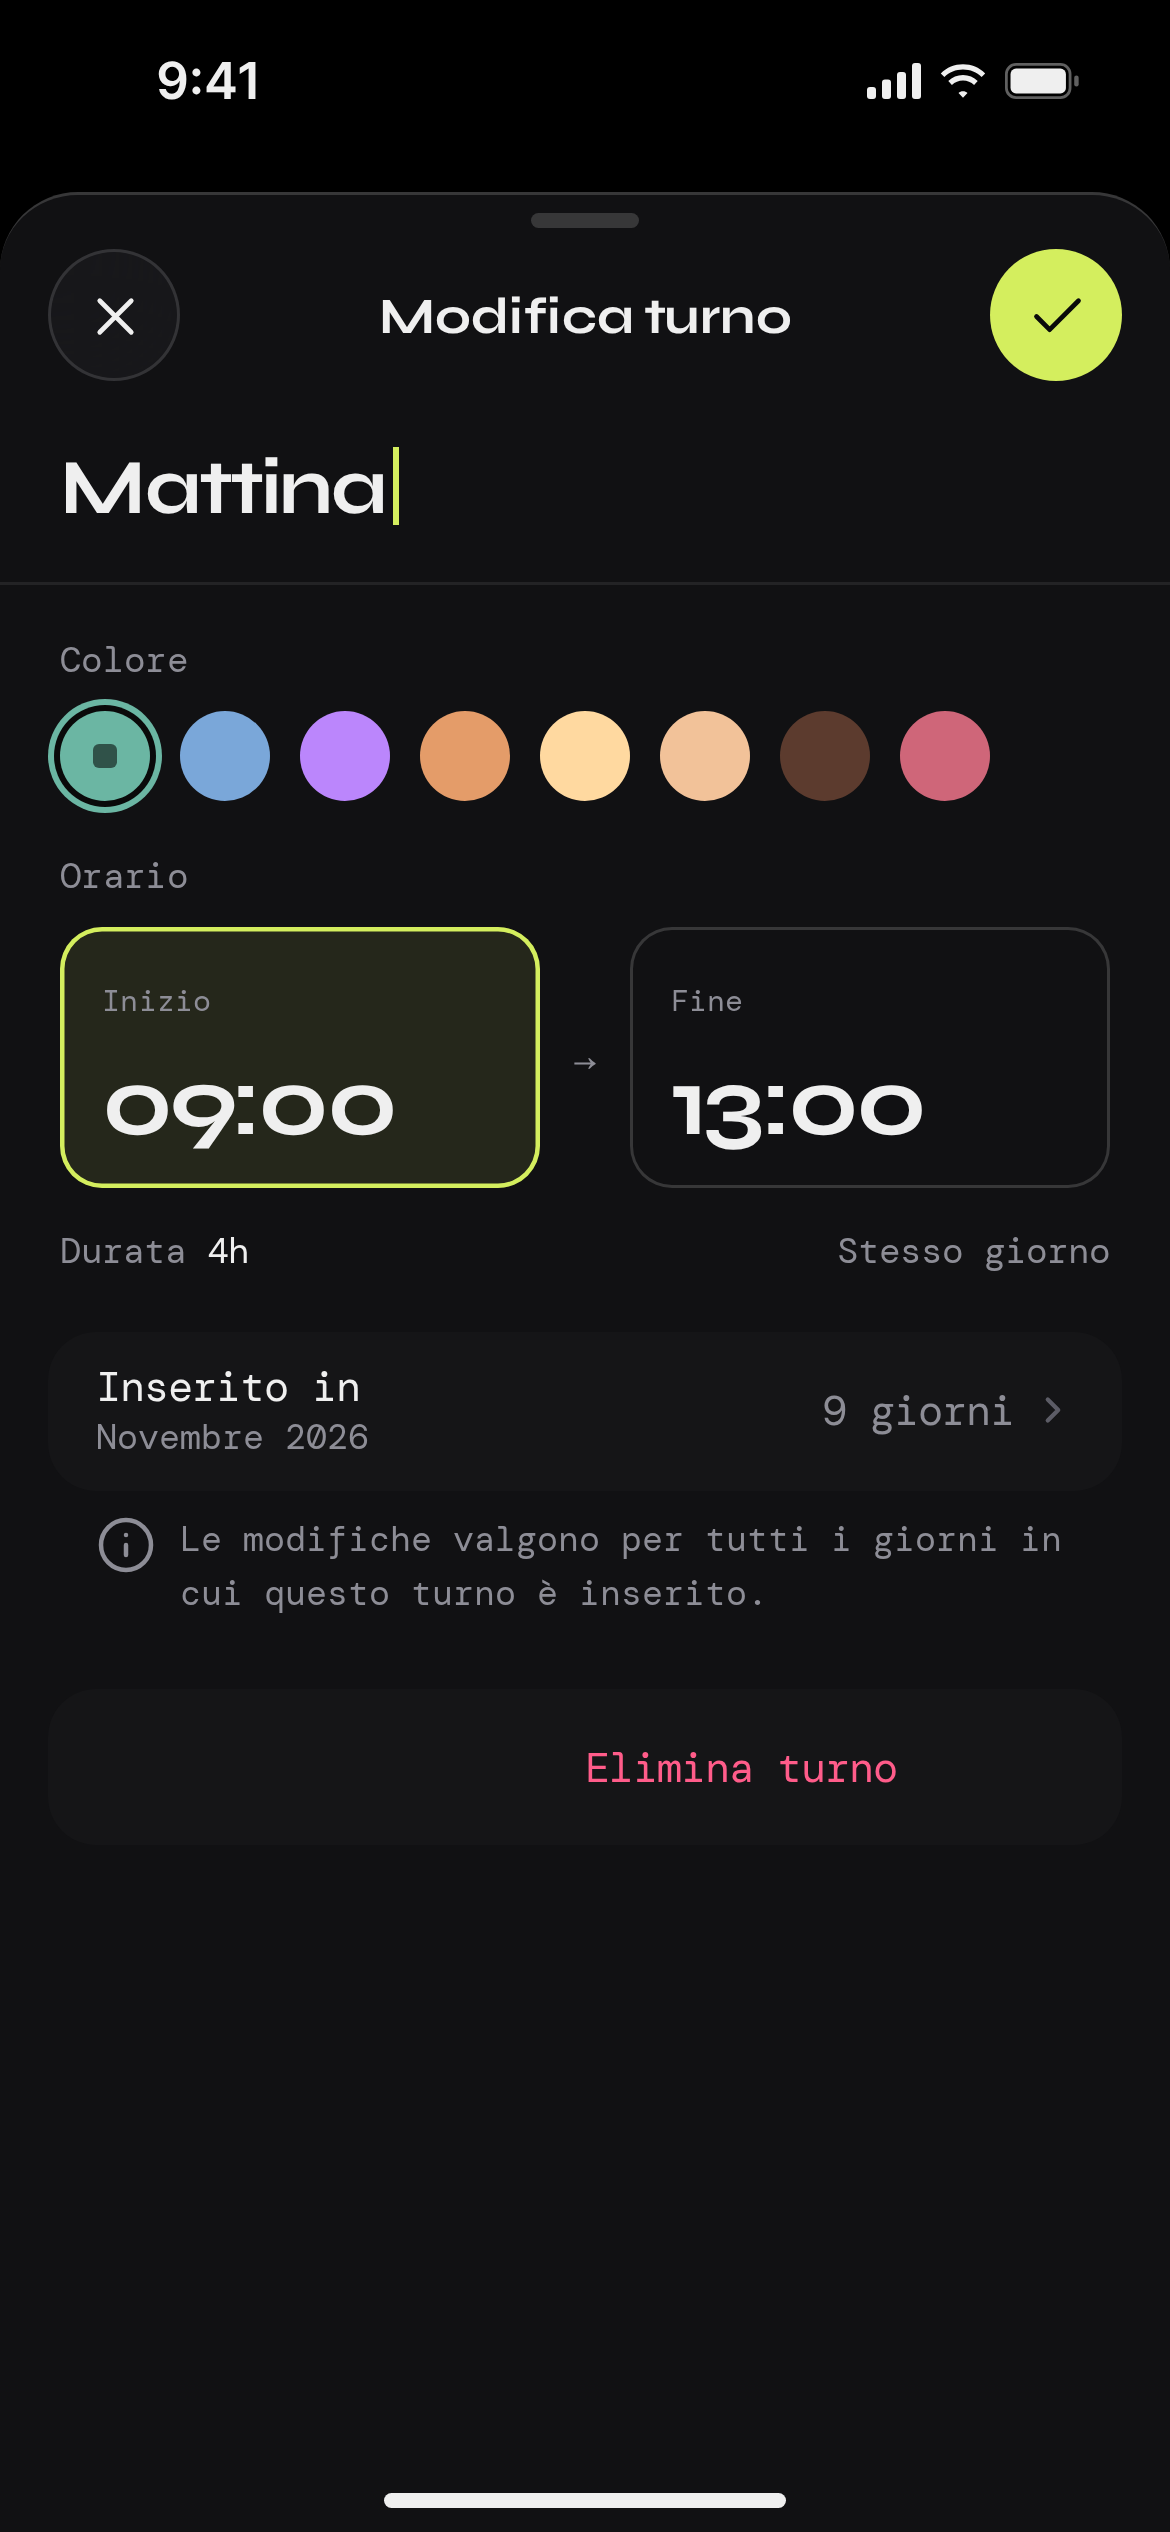 9:41
Modifica turno
Mattina
Colore
Orario
Inizio
09:00
→
Fine
13:00
Durata 4h
Stesso giorno
Inserito in
Novembre 2026
9 giorni
Le modifiche valgono per tutti i giorni in
cui questo turno è inserito.
Elimina turno